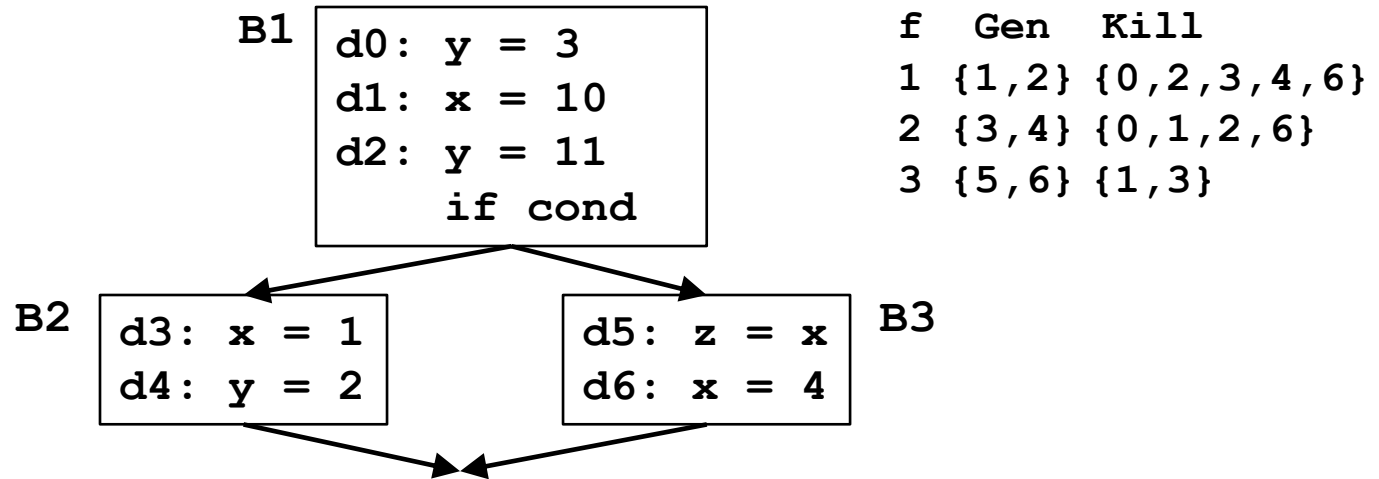 B1
d0: y = 3
d1: x = 10
d2: y = 11
if cond
f Gen Kill
1 {1,2} {0,2,3,4,6}
2 {3,4} {0,1,2,6}
3 {5,6} {1,3}
B2
d3: x = 1
d4: y = 2
d5: z = x
d6: x = 4
B3